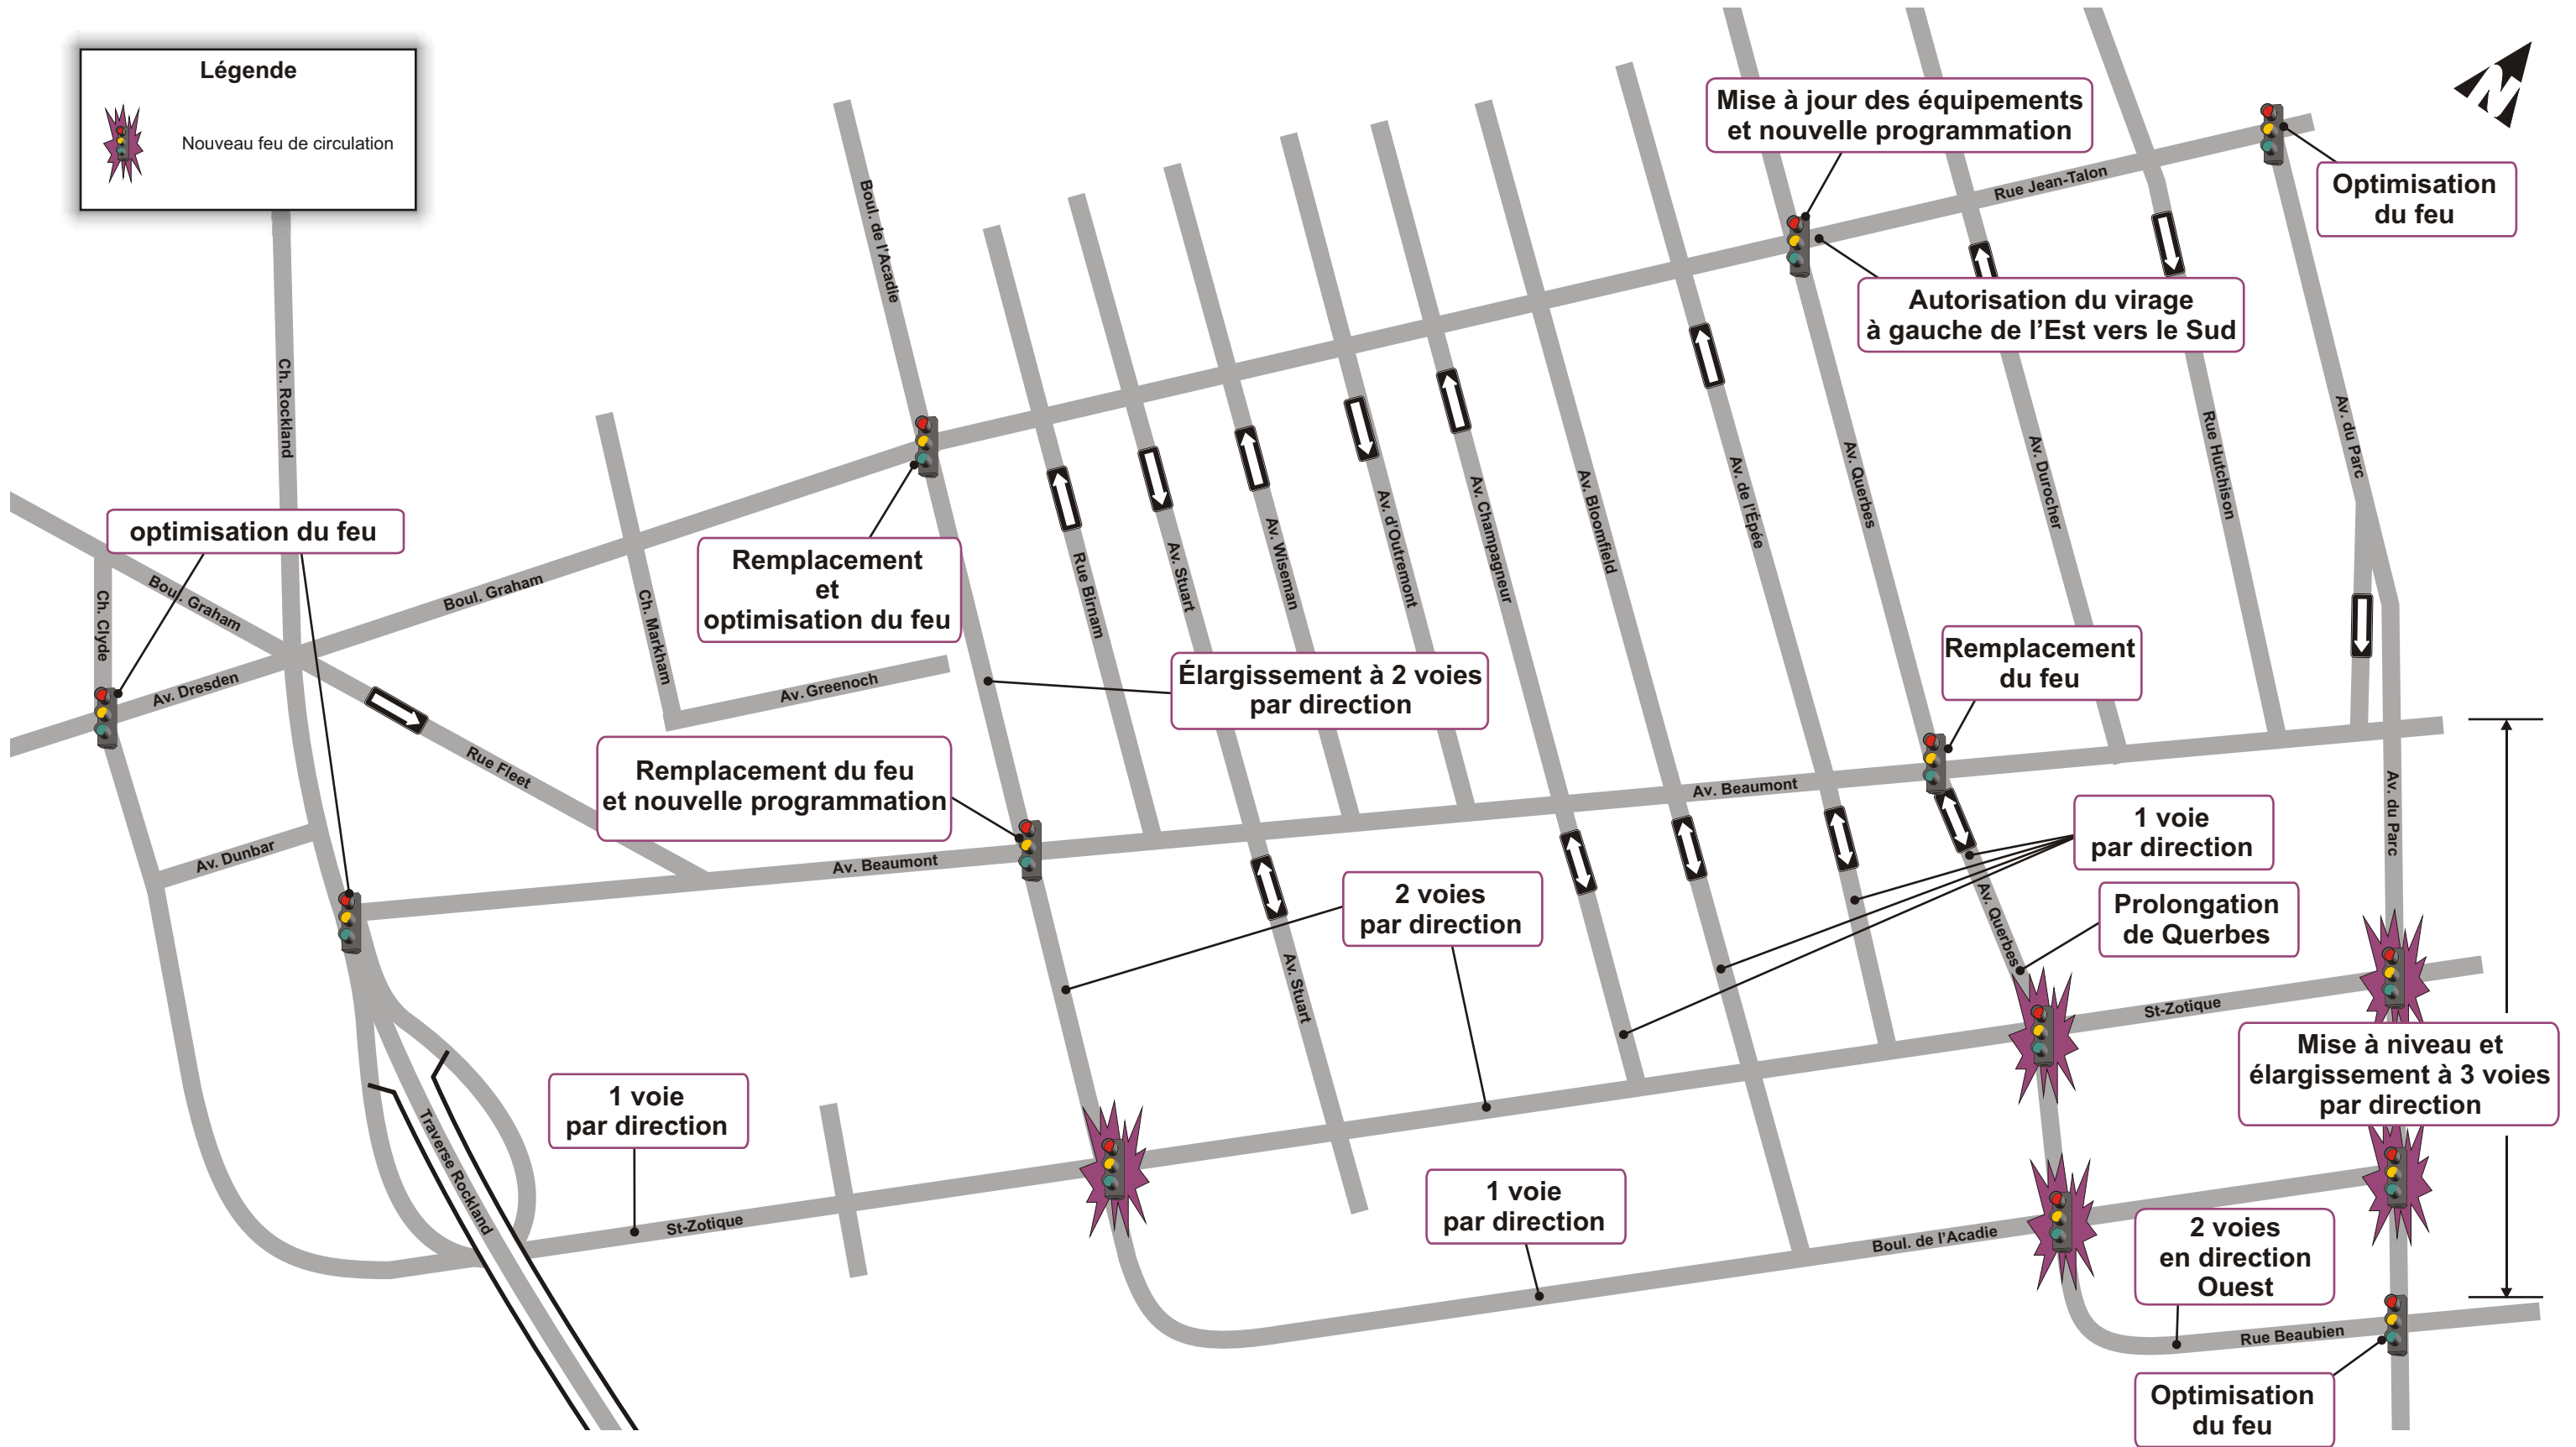 Légende
Nouveau feu de circulation
Mise à jour des équipements
et nouvelle programmation
Rue Jean-Talon
Optimisation
du feu
Autorisation du virage
à gauche de l'Est vers le Sud
Boul. de l'Acadie
Ch. Rockland
optimisation du feu
Boul. Graham
Ch. Clyde
Av. Dresden
Boul. Graham
Ch. Markham
Av. Greenoch
Remplacement
et
optimisation du feu
Rue Birnam
Av. Stuart
Av. Wiseman
Av. d'Outremont
Av. Champagneur
Av. Bloomfield
Av. de l'Épée
Av. Querbes
Av. Durocher
Rue Hutchison
Av. du Parc
Élargissement à 2 voies
par direction
Remplacement
du feu
Rue Fleet
Remplacement du feu
et nouvelle programmation
Av. Dunbar
Av. Beaumont
Av. Beaumont
Av. du Parc
1 voie
par direction
2 voies
par direction
Av. Querbes
Prolongation
de Querbes
Av. Stuart
St-Zotique
Mise à niveau et
élargissement à 3 voies
par direction
1 voie
par direction
Traverse Rockland
St-Zotique
1 voie
par direction
Boul. de l'Acadie
2 voies
en direction
Ouest
Rue Beaubien
Optimisation
du feu